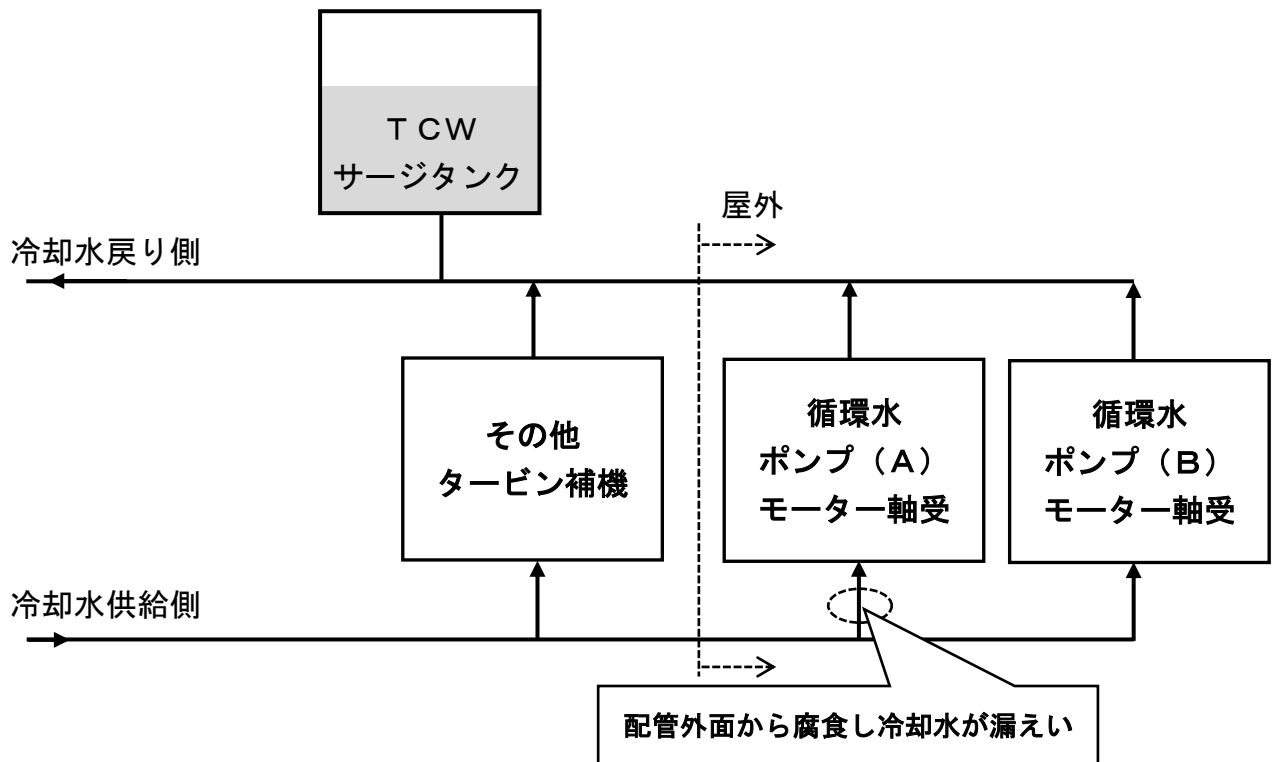 ＴＣＷ
サージタンク
屋外
冷却水戻り側
その他
タービン補機
循環水
ポンプ（Ａ）
モーター軸受
循環水
ポンプ（Ｂ）
モーター軸受
冷却水供給側
配管外面から腐食し冷却水が漏えい